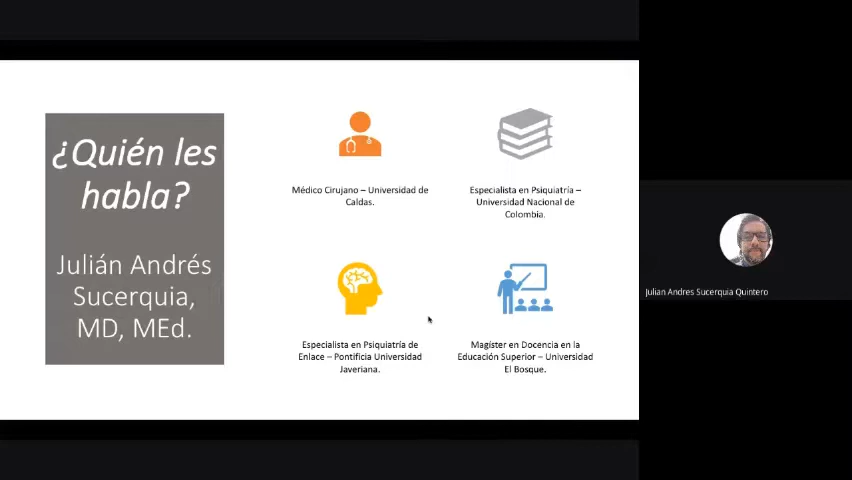 ¿Quién les
habla?
Julián Andrés
Sucerquia,
MD, MEd.
Médico Cirujano – Universidad de
Caldas.
Especialista en Psiquiatría –
Universidad Nacional de
Colombia.
Especialista en Psiquiatría de
Enlace – Pontificia Universidad
Javeriana.
Magíster en Docencia en la
Educación Superior – Universidad
El Bosque.
Julian Andres Sucerquia Quintero